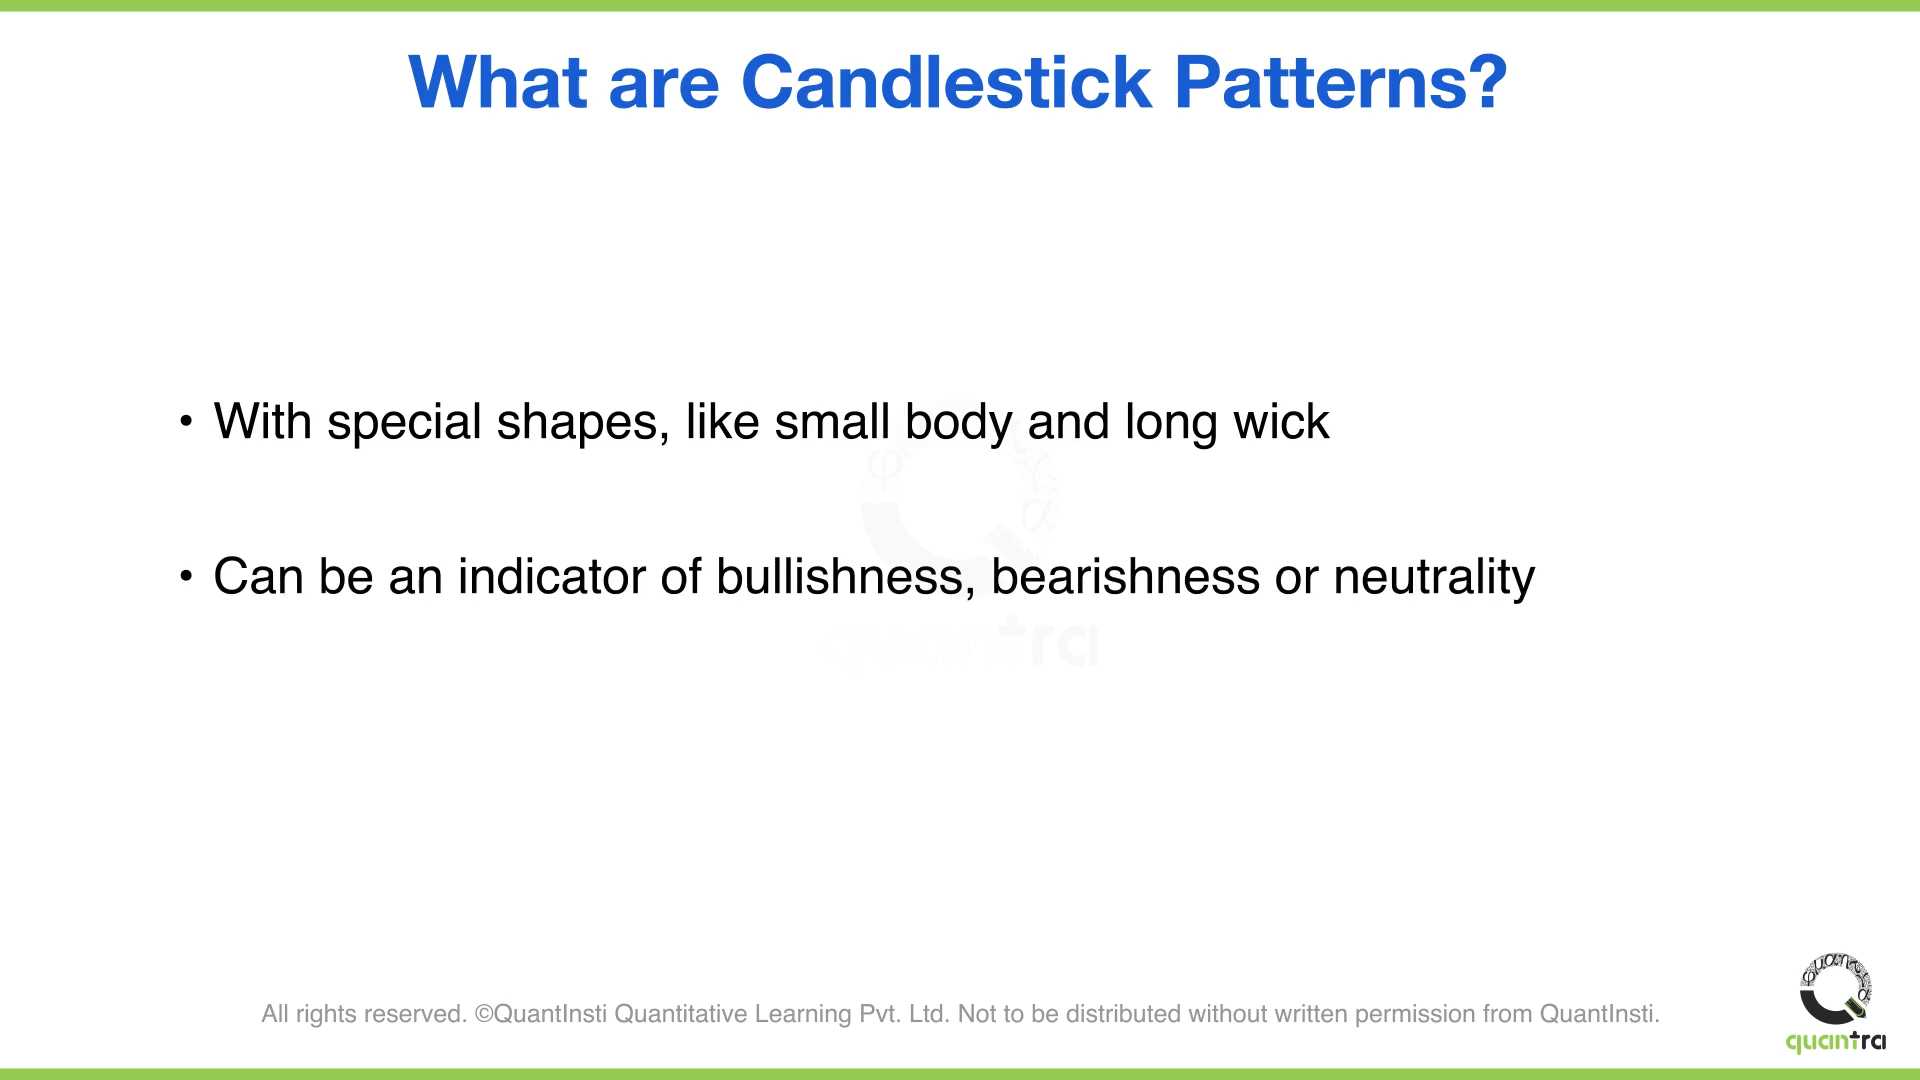 What are Candlestick Patterns?
• With special shapes, like small body and long wick
• Can be an indicator of bullishness, bearishness or neutrality
quantra
All rights reserved. ©QuantInsti Quantitative Learning Pvt. Ltd. Not to be distributed without written permission from QuantInsti.
quantra